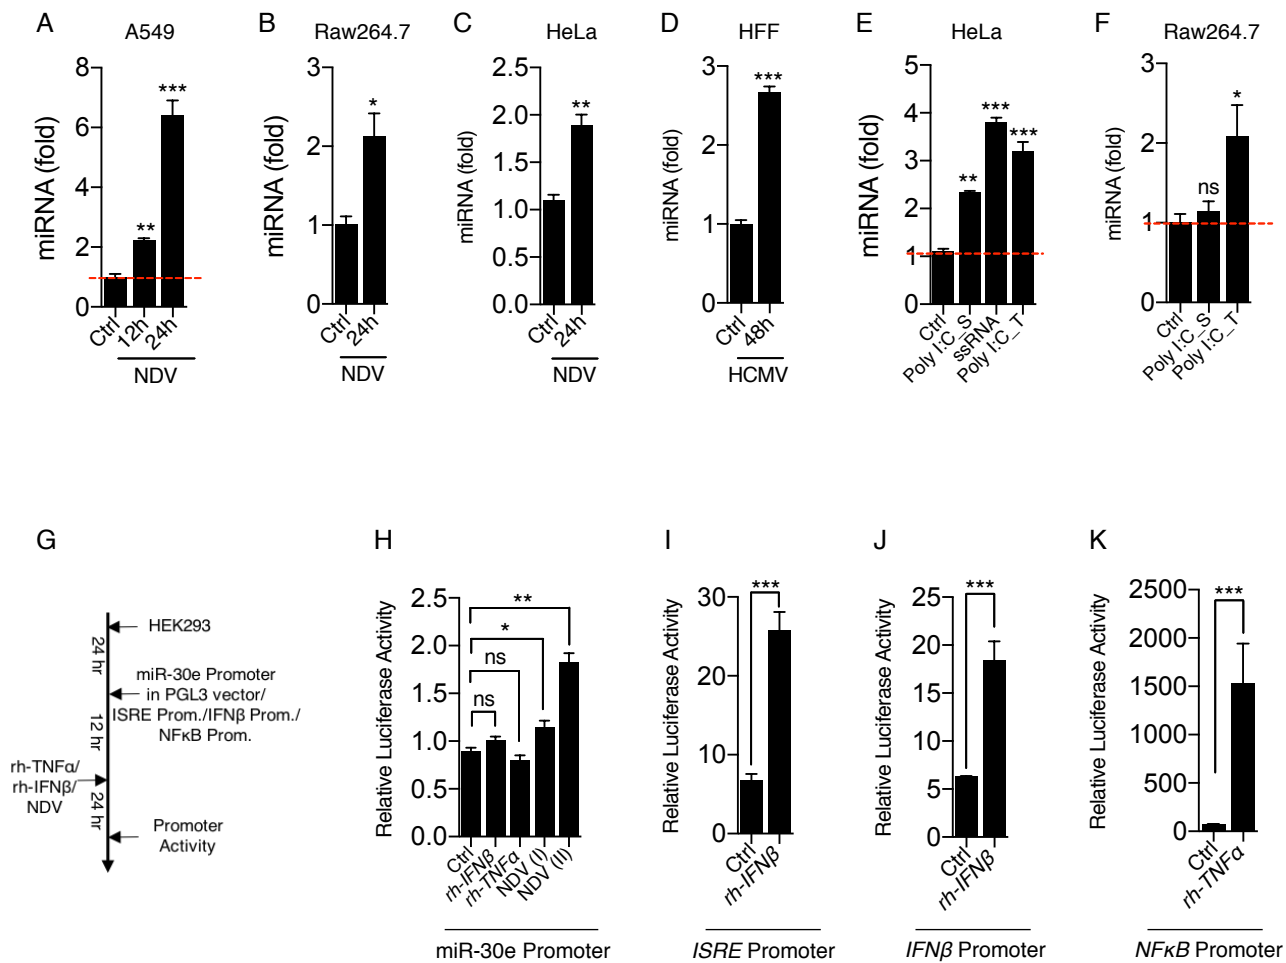 A
A549
miRNA (fold)
8
6
4
2
0
**
***
Ctrl
12h
24h
NDV
B
Raw264.7
miRNA (fold)
3
2
1
0
*
Ctrl
24h
NDV
C
HeLa
miRNA (fold)
2.5
2.0
1.5
1.0
0.5
0.0
**
Ctrl
24h
NDV
D
HFF
miRNA (fold)
3
2
1
0
***
Ctrl
48h
HCMV
E
HeLa
miRNA (fold)
5
4
3
2
1
0
**
***
***
Ctrl
Poly I:C_S
ssRNA
Poly I:C_T
F
Raw264.7
miRNA (fold)
3
2
1
0
ns
*
Ctrl
Poly I:C_S
Poly I:C_T
G
HEK293
24 hr
miR-30e Promoter
in PGL3 vector/
ISRE Prom./IFNβ Prom./
NFκB Prom.
12 hr
rh-TNFα/
rh-IFNβ/
NDV
24 hr
Promoter
Activity
H
Relative Luciferase Activity
2.5
2.0
1.5
1.0
0.5
0.0
**
*
ns
ns
Ctrl
rh-IFNβ
rh-TNFα
NDV (I)
NDV (II)
miR-30e Promoter
I
Relative Luciferase Activity
30
20
10
0
***
Ctrl
rh-IFNβ
ISRE Promoter
J
Relative Luciferase Activity
25
20
15
10
5
0
***
Ctrl
rh-IFNβ
IFNβ Promoter
K
Relative Luciferase Activity
2500
2000
1500
1000
500
0
***
Ctrl
rh-TNFα
NFκB Promoter